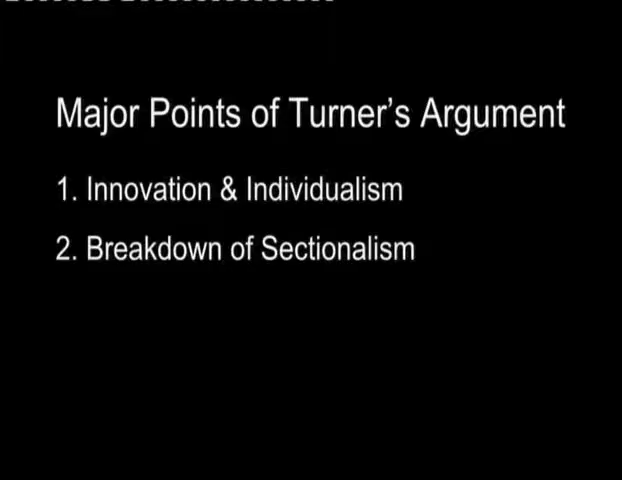 Major Points of Turner's Argument
1. Innovation & Individualism
2. Breakdown of Sectionalism